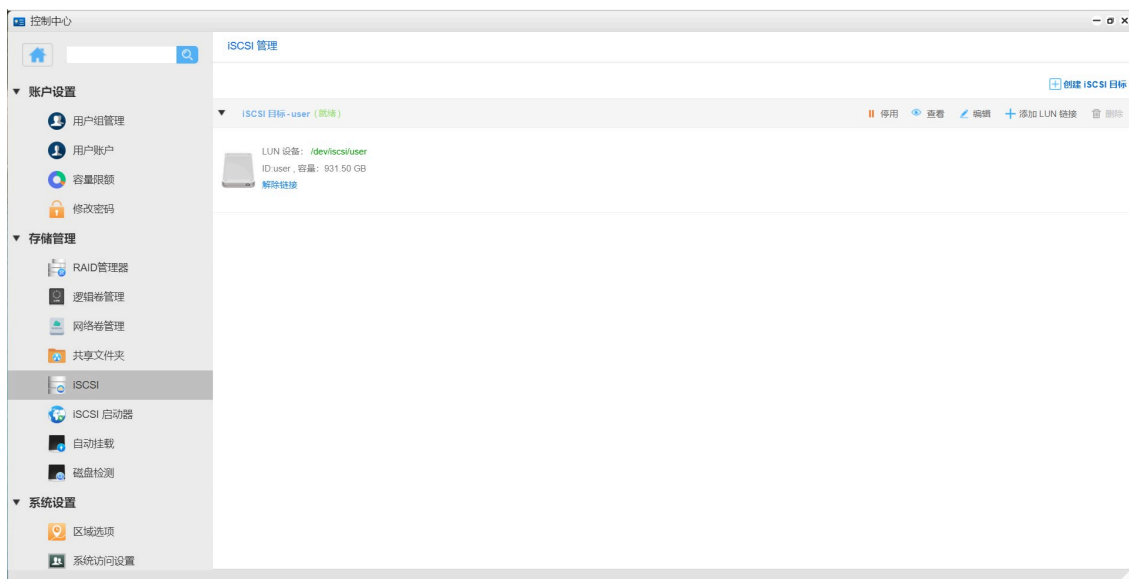 控制中心
iSCSI 管理
创建 iSCSI 目标
账户设置
用户组管理
用户账户
容量限额
修改密码
存储管理
RAID管理器
逻辑卷管理
网络卷管理
共享文件夹
iSCSI
iSCSI 启动器
自动挂载
磁盘检测
系统设置
区域选项
系统访问设置
iSCSI 目标 - user (就绪) 停用 查看 编辑 添加 LUN 链接 删除
LUN 设备: /dev/iscsi/user
ID:user , 容量: 931.50 GB
解除链接